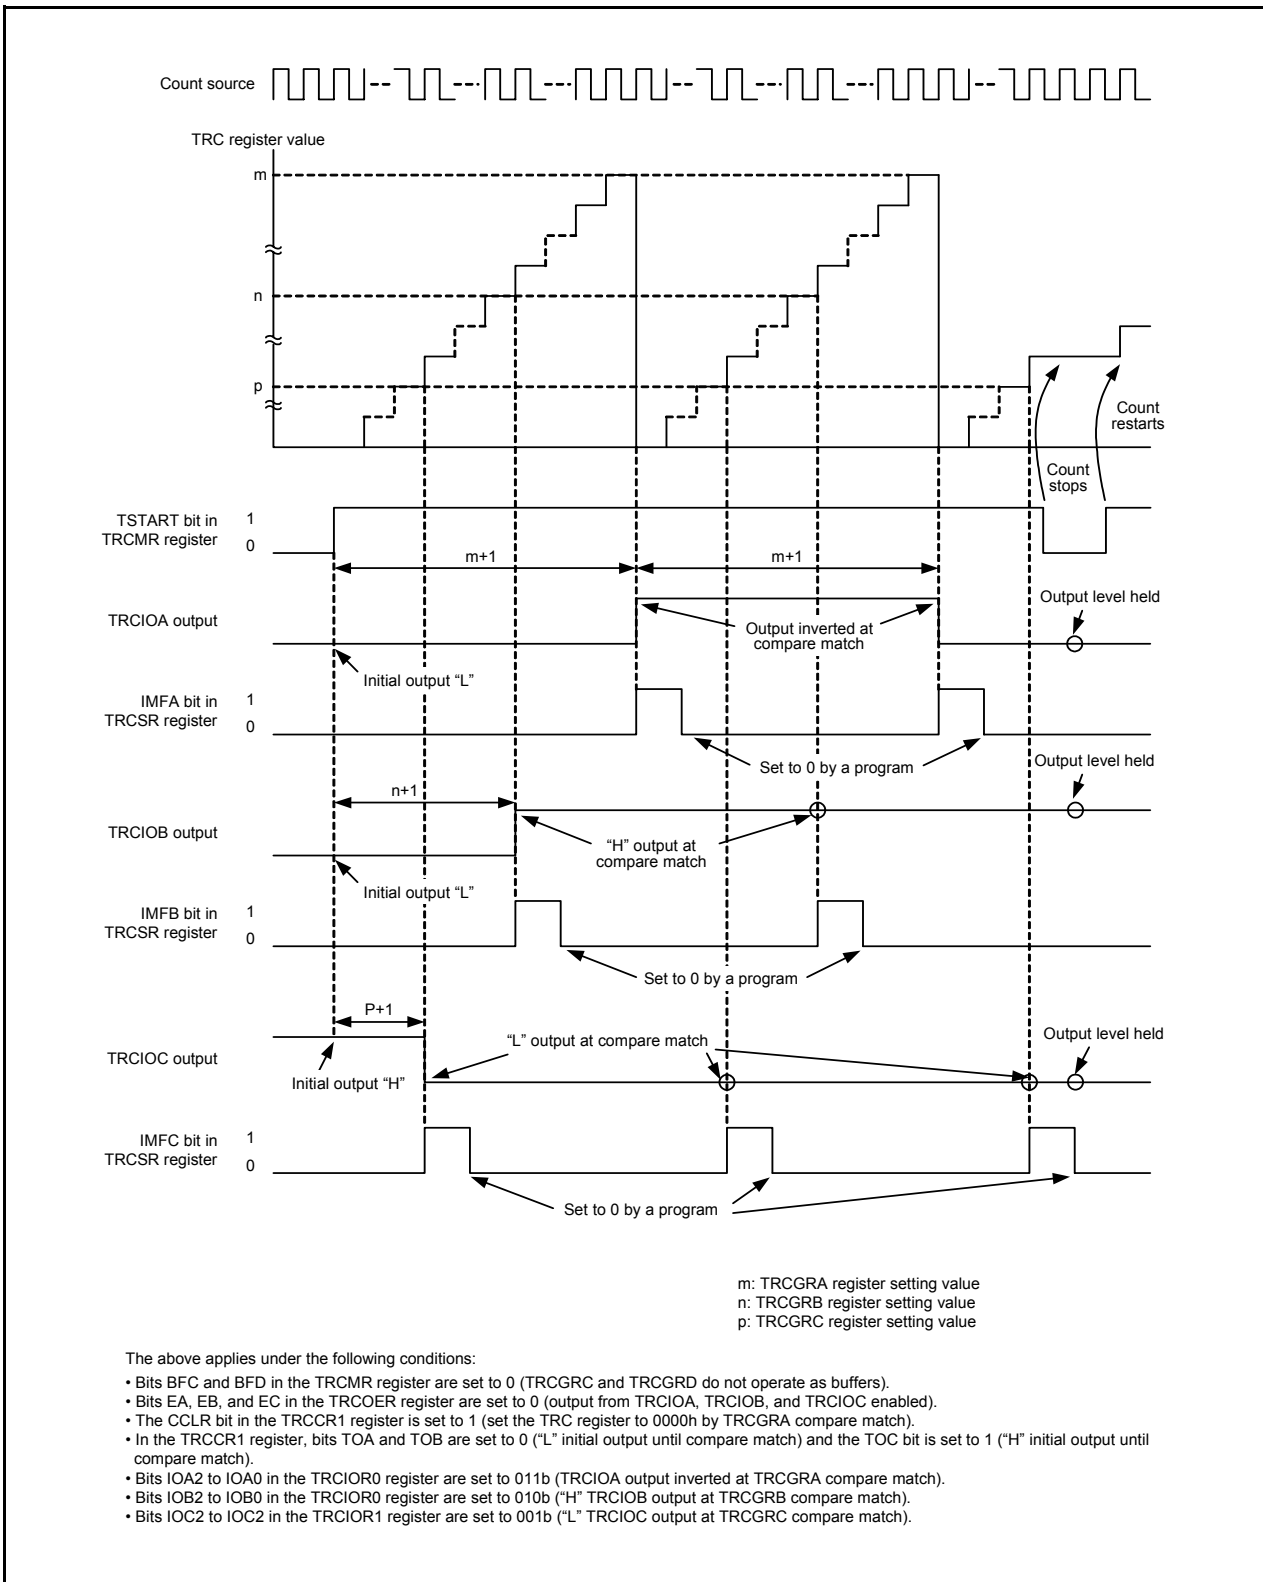 Count source
TRC register value
m
n
p
Count
restarts
Count
stops
TSTART bit in
TRCMR register
1
0
m+1
m+1
TRCIOA output
Output level held
Output inverted at
compare match
Initial output “L”
IMFA bit in
TRCSR register
1
0
Set to 0 by a program
Output level held
n+1
TRCIOB output
“H” output at
compare match
Initial output “L”
IMFB bit in
TRCSR register
1
0
Set to 0 by a program
P+1
TRCIOC output
“L” output at compare match
Output level held
Initial output “H”
IMFC bit in
TRCSR register
1
0
Set to 0 by a program
m: TRCGRA register setting value
n: TRCGRB register setting value
p: TRCGRC register setting value
The above applies under the following conditions:
• Bits BFC and BFD in the TRCMR register are set to 0 (TRCGRC and TRCGRD do not operate as buffers).
• Bits EA, EB, and EC in the TRCOER register are set to 0 (output from TRCIOA, TRCIOB, and TRCIOC enabled).
• The CCLR bit in the TRCCR1 register is set to 1 (set the TRC register to 0000h by TRCGRA compare match).
• In the TRCCR1 register, bits TOA and TOB are set to 0 (“L” initial output until compare match) and the TOC bit is set to 1 (“H” initial output until
compare match).
• Bits IOA2 to IOA0 in the TRCIOR0 register are set to 011b (TRCIOA output inverted at TRCGRA compare match).
• Bits IOB2 to IOB0 in the TRCIOR0 register are set to 010b (“H” TRCIOB output at TRCGRB compare match).
• Bits IOC2 to IOC2 in the TRCIOR1 register are set to 001b (“L” TRCIOC output at TRCGRC compare match).